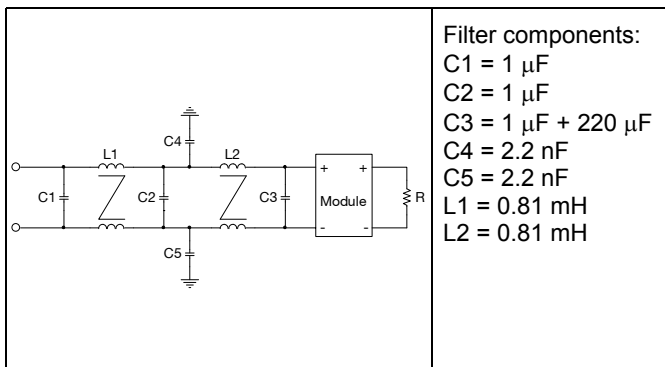 Filter components:
C1 = 1 μF
C2 = 1 μF
C3 = 1 μF + 220 μF
C4 = 2.2 nF
C5 = 2.2 nF
L1 = 0.81 mH
L2 = 0.81 mH
C4
L1
L2
C1
C2
C3
+
+
Module
-
-
R
C5